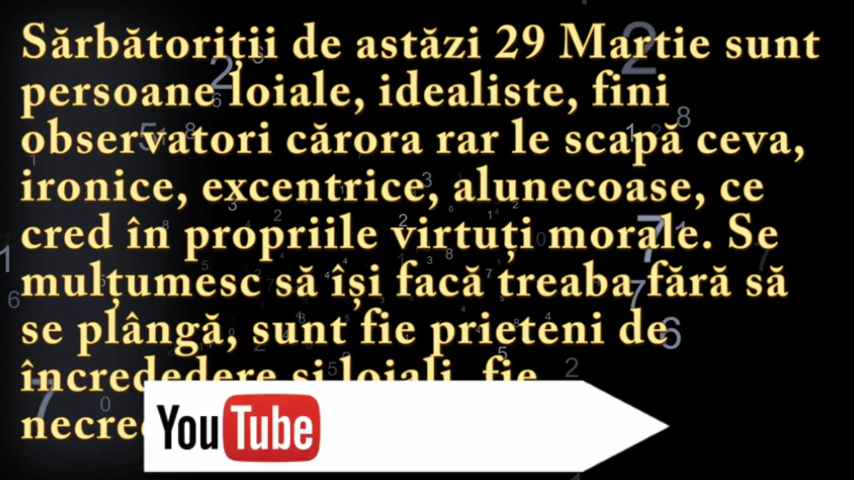 Sărbătoriții de astăzi 29 Martie sunt
persoane loiale, idealiste, fini
observatori cărora rar le scapă ceva,
ironice, excentrice, alunecoase, ce
cred în propriile virtuți morale. Se
mulțumesc să își facă treaba fără să
se plângă, sunt fie prieteni de
încredere și loiali, fie
YouTube